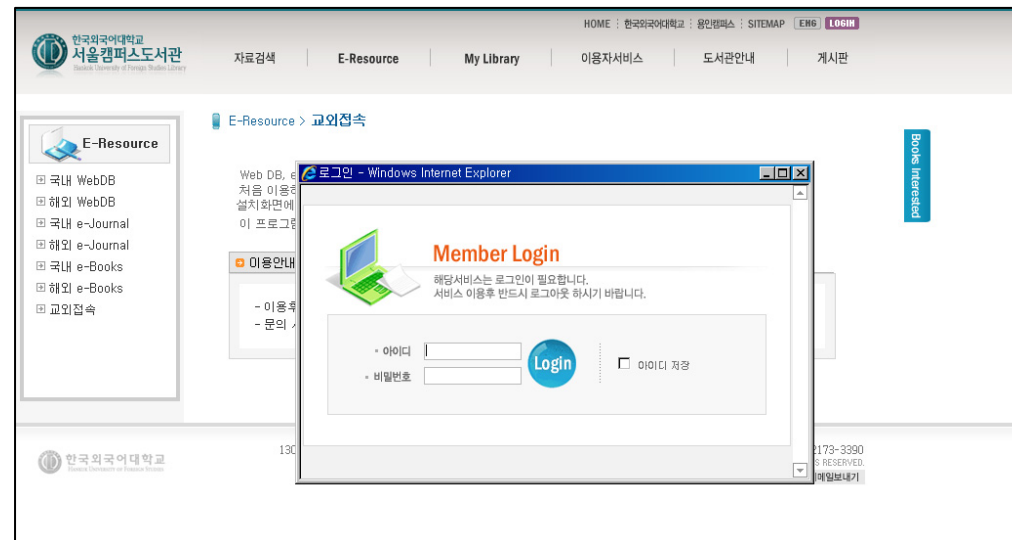 HOME 한국외국어대학교 용인캠퍼스 SITEMAP ENG LOGIN
한국외국어대학교
서울캠퍼스도서관
Hankuk University of Foreign Studies Library
자료검색 E-Resource My Library 이용자서비스 도서관안내 게시판
E-Resource > 교외접속
E-Resource
국내 WebDB
해외 WebDB
국내 e-Journal
해외 e-Journal
국내 e-Books
해외 e-Books
교외접속
Books Interested
Web DB, e
처음 이용
설치화면에
이 프로그램
이용안내
- 이용후
- 문의
로그인 - Windows Internet Explorer
Member Login
해당서비스는 로그인이 필요합니다.
서비스 이용후 반드시 로그아웃 하시기 바랍니다.
아이디
비밀번호
Login
아이디 저장
한국외국어대학교
130
2173-3390
S RESERVED.
메일보내기